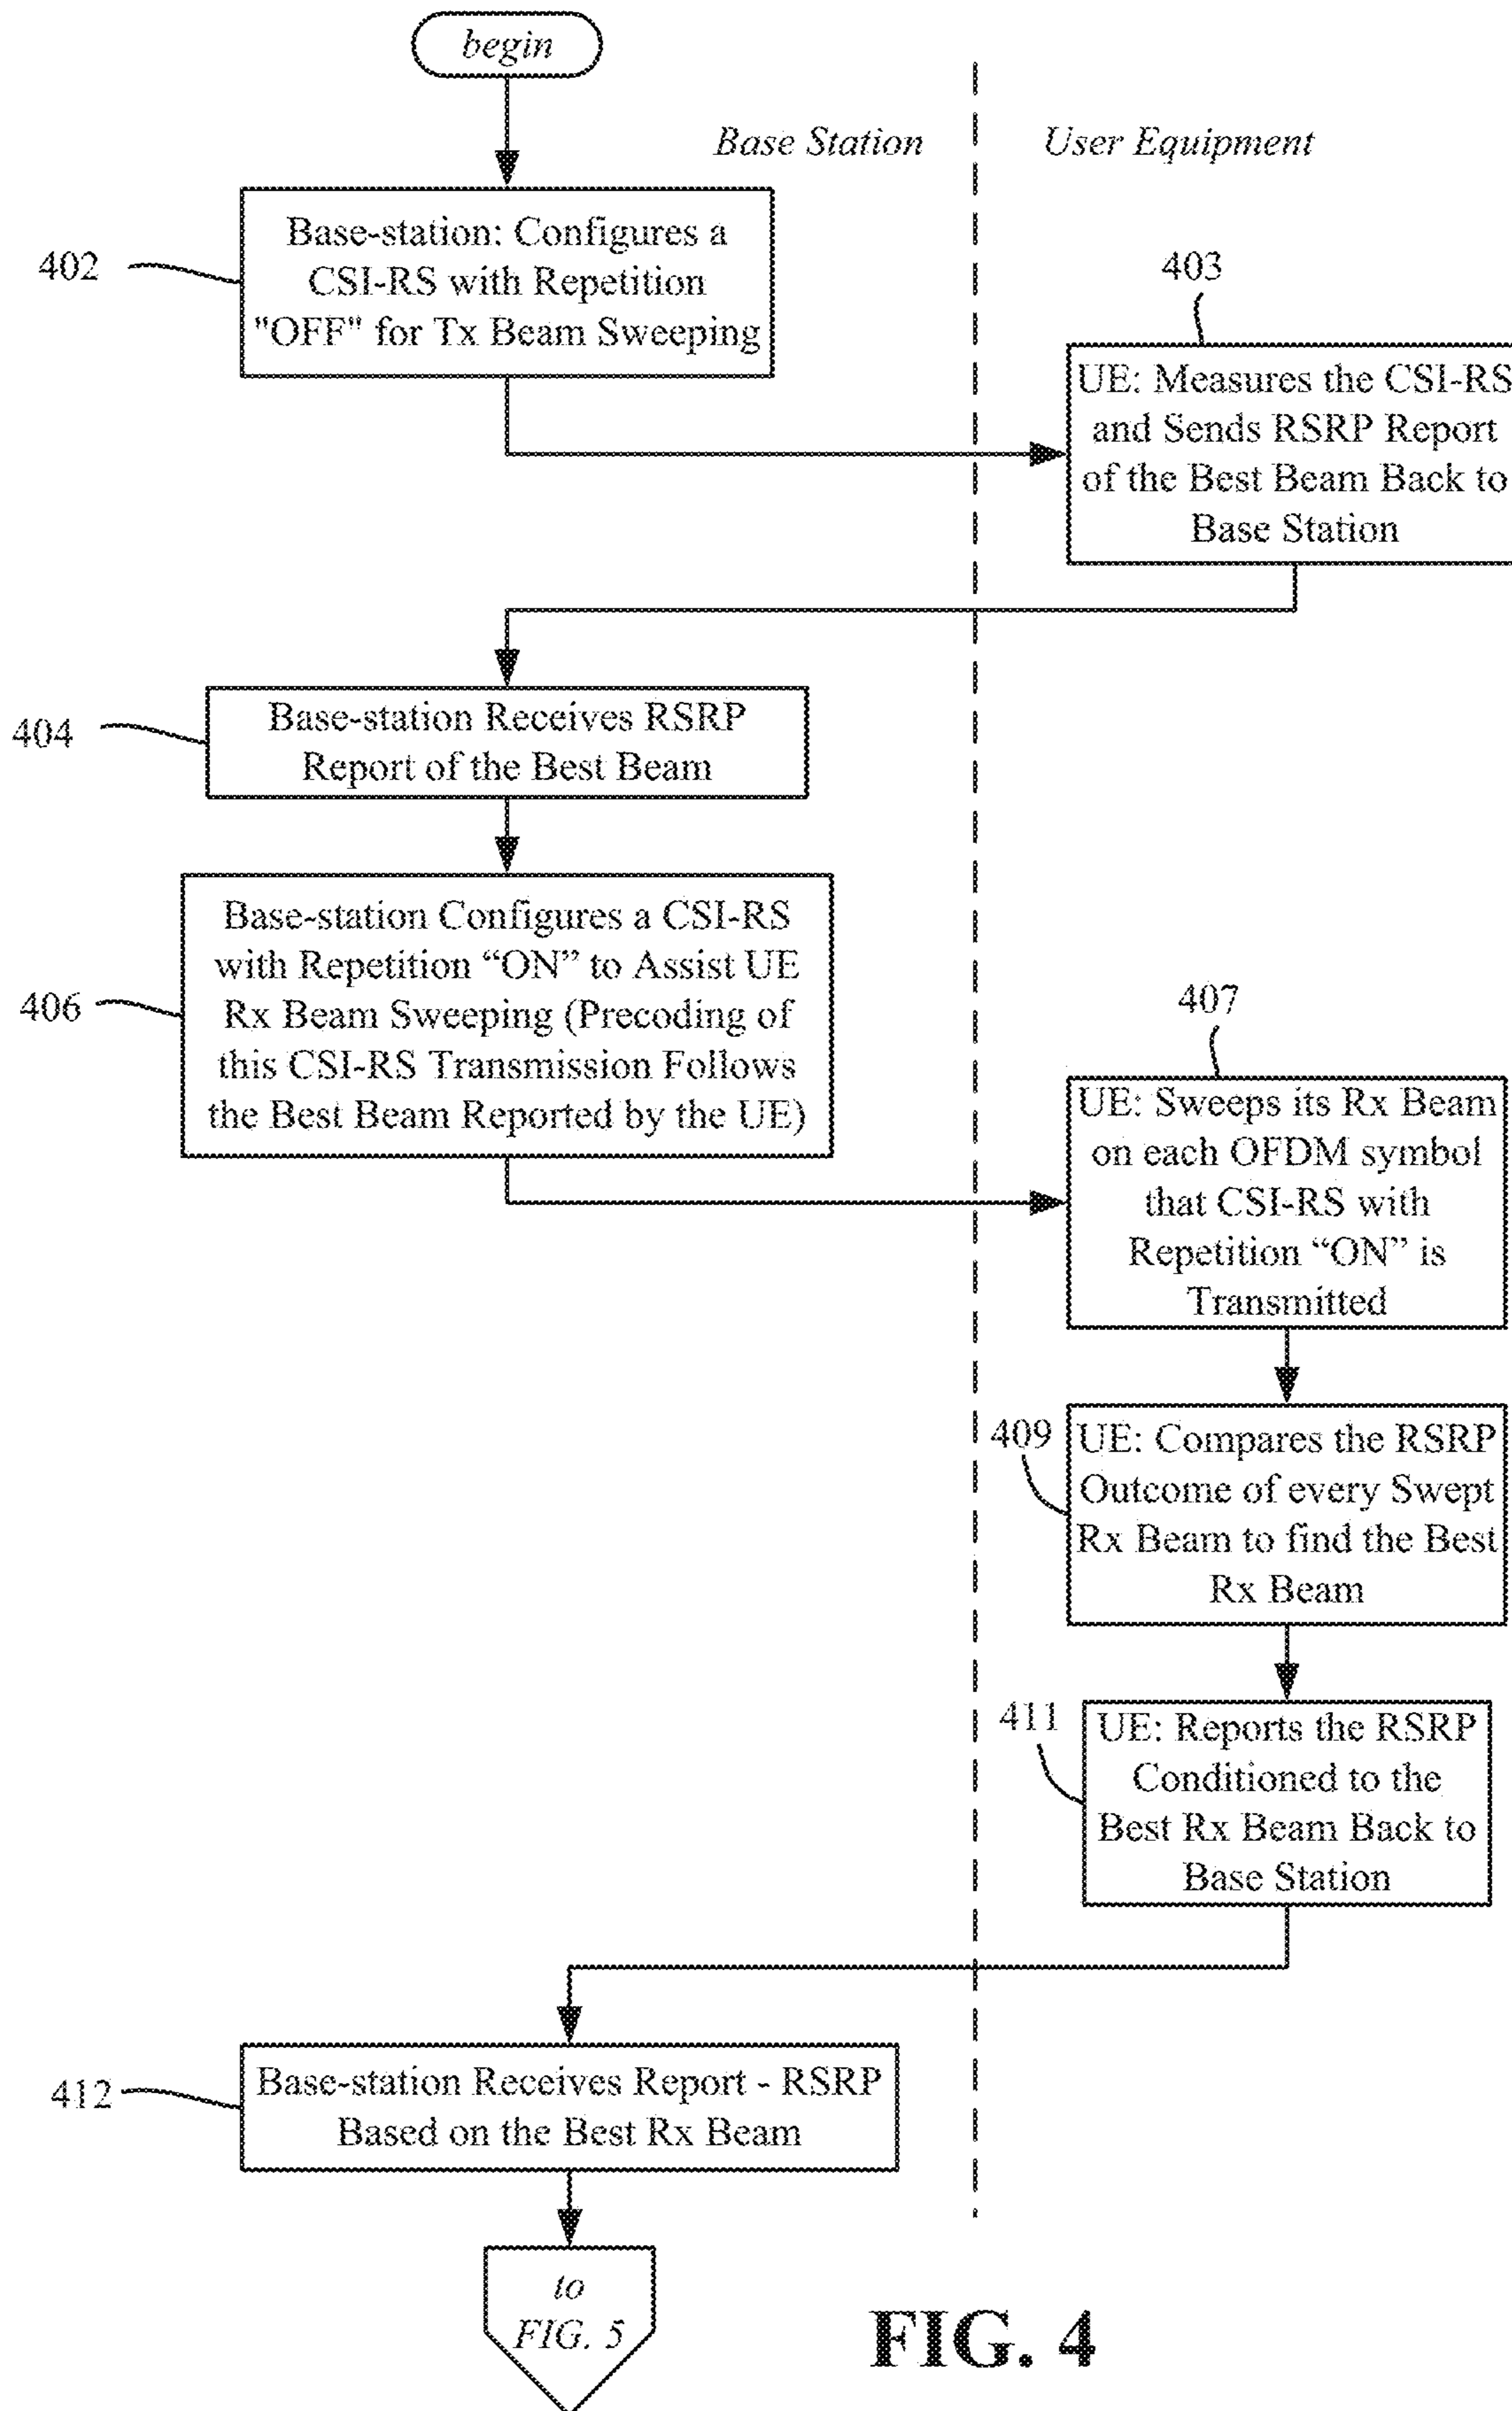 begin
Base Station
User Equipment
402
Base-station: Configures a
CSI-RS with Repetition
"OFF" for Tx Beam Sweeping
403
UE: Measures the CSI-RS
and Sends RSRP Report
of the Best Beam Back to
Base Station
404
Base-station Receives RSRP
Report of the Best Beam
406
Base-station Configures a CSI-RS
with Repetition “ON” to Assist UE
Rx Beam Sweeping (Precoding of
this CSI-RS Transmission Follows
the Best Beam Reported by the UE)
407
UE: Sweeps its Rx Beam
on each OFDM symbol
that CSI-RS with
Repetition “ON” is
Transmitted
409
UE: Compares the RSRP
Outcome of every Swept
Rx Beam to find the Best
Rx Beam
411
UE: Reports the RSRP
Conditioned to the
Best Rx Beam Back to
Base Station
412
Base-station Receives Report - RSRP
Based on the Best Rx Beam
to
FIG. 5
FIG. 4